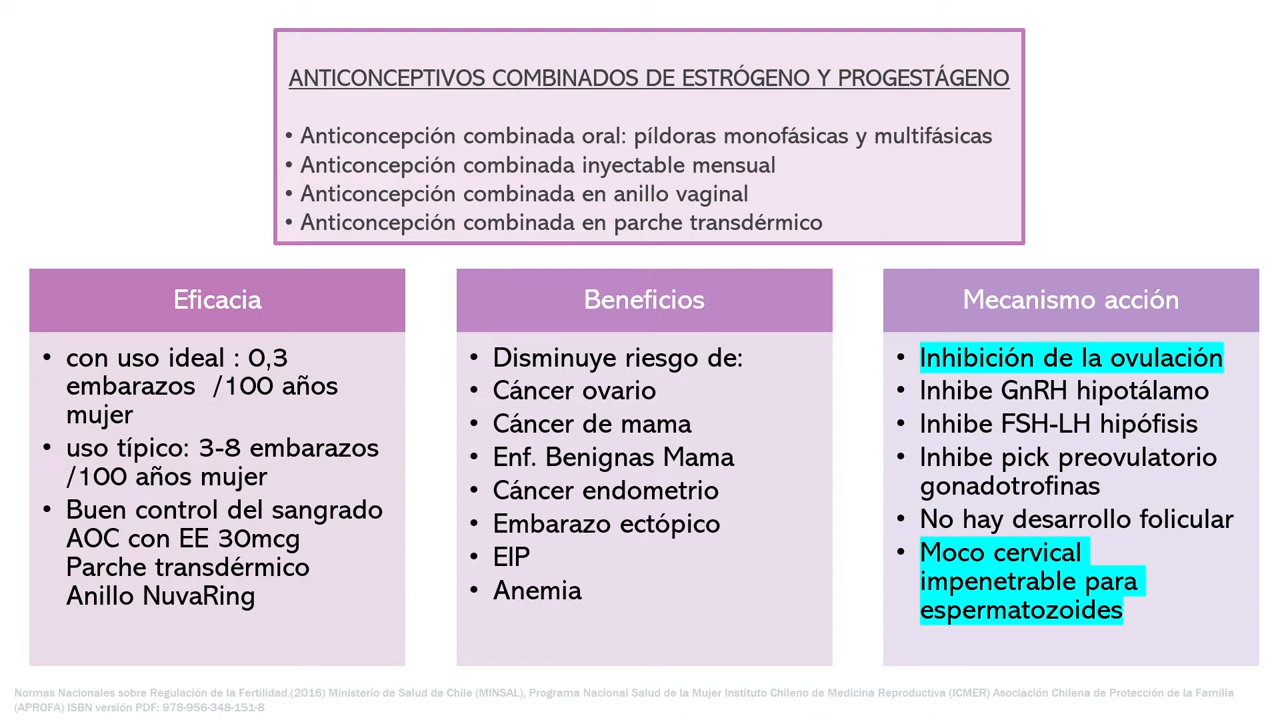 ANTICONCEPTIVOS COMBINADOS DE ESTRÓGENO Y PROGESTÁGENO
• Anticoncepción combinada oral: píldoras monofásicas y multifásicas
• Anticoncepción combinada inyectable mensual
• Anticoncepción combinada en anillo vaginal
• Anticoncepción combinada en parche transdérmico
Eficacia
• con uso ideal : 0,3
embarazos /100 años
mujer
• uso típico: 3-8 embarazos
/100 años mujer
• Buen control del sangrado
AOC con EE 30mcg
Parche transdérmico
Anillo NuvaRing
Beneficios
• Disminuye riesgo de:
• Cáncer ovario
• Cáncer de mama
• Enf. Benignas Mama
• Cáncer endometrio
• Embarazo ectópico
• EIP
• Anemia
Mecanismo acción
• Inhibición de la ovulación
• Inhibe GnRH hipotálamo
• Inhibe FSH-LH hipófisis
• Inhibe pick preovulatorio
gonadotrofinas
• No hay desarrollo folicular
• Moco cervical
impenetrable para
espermatozoides
Normas Nacionales sobre Regulación de la Fertilidad.(2016) Ministerio de Salud de Chile (MINSAL), Programa Nacional Salud de la Mujer Instituto Chileno de Medicina Reproductiva (ICMER) Asociación Chilena de Protección de la Familia
(APROFA) ISBN versión PDF: 978-956-348-151-8